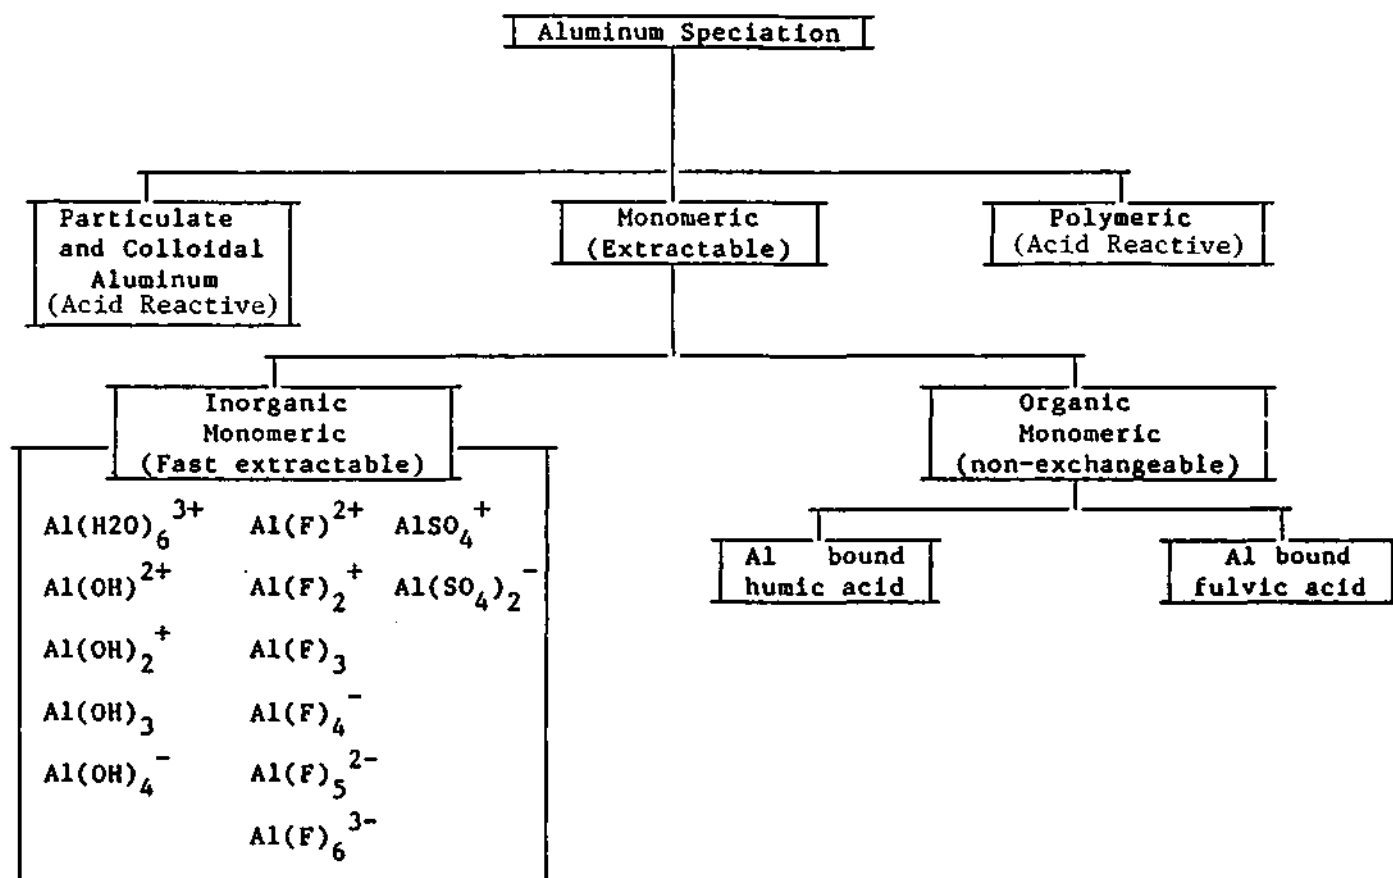 Aluminum Speciation
Particulate
and Colloidal
Aluminum
(Acid Reactive)
Monomeric
(Extractable)
Polymeric
(Acid Reactive)
Inorganic
Monomeric
(Fast extractable)
Organic
Monomeric
(non-exchangeable)
Al(H2O)6^3+ Al(F)^2+ AlSO4^+
Al(OH)^2+ Al(F)2^+ Al(SO4)2^-
Al(OH)2^+ Al(F)3
Al(OH)3 Al(F)4^-
Al(OH)4^- Al(F)5^2-
Al(F)6^3-
Al bound
humic acid
Al bound
fulvic acid